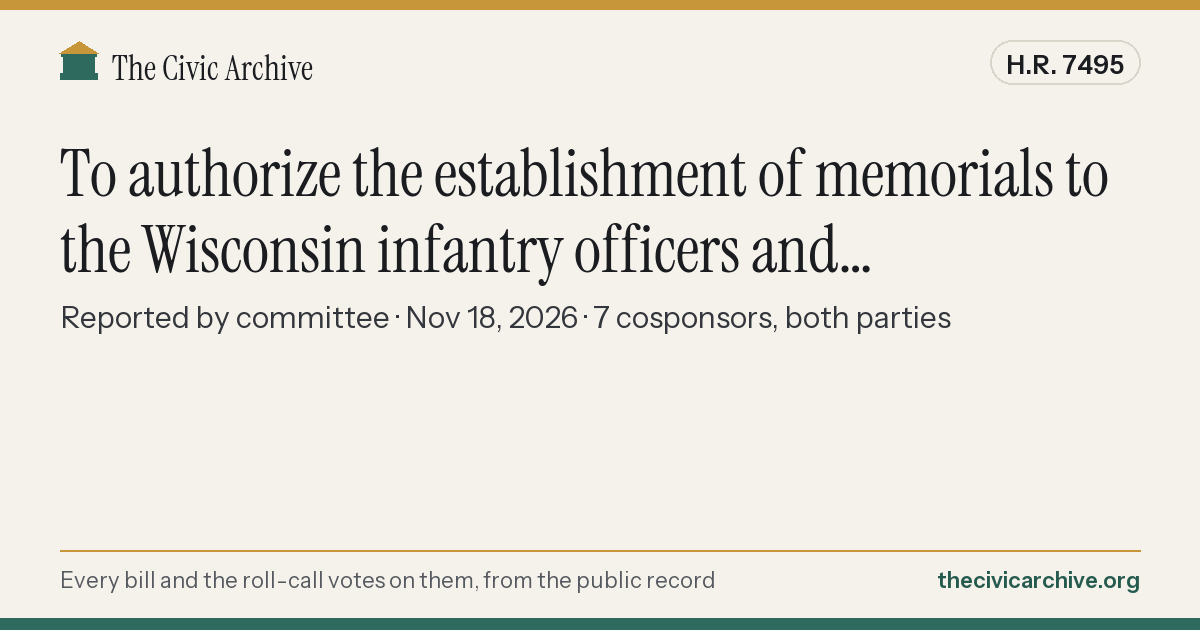 The Civic Archive
H.R. 7495
To authorize the establishment of memorials to
the Wisconsin infantry officers and...
Reported by committee · Nov 18, 2026 · 7 cosponsors, both parties
Every bill and the roll-call votes on them, from the public record
thecivicarchive.org